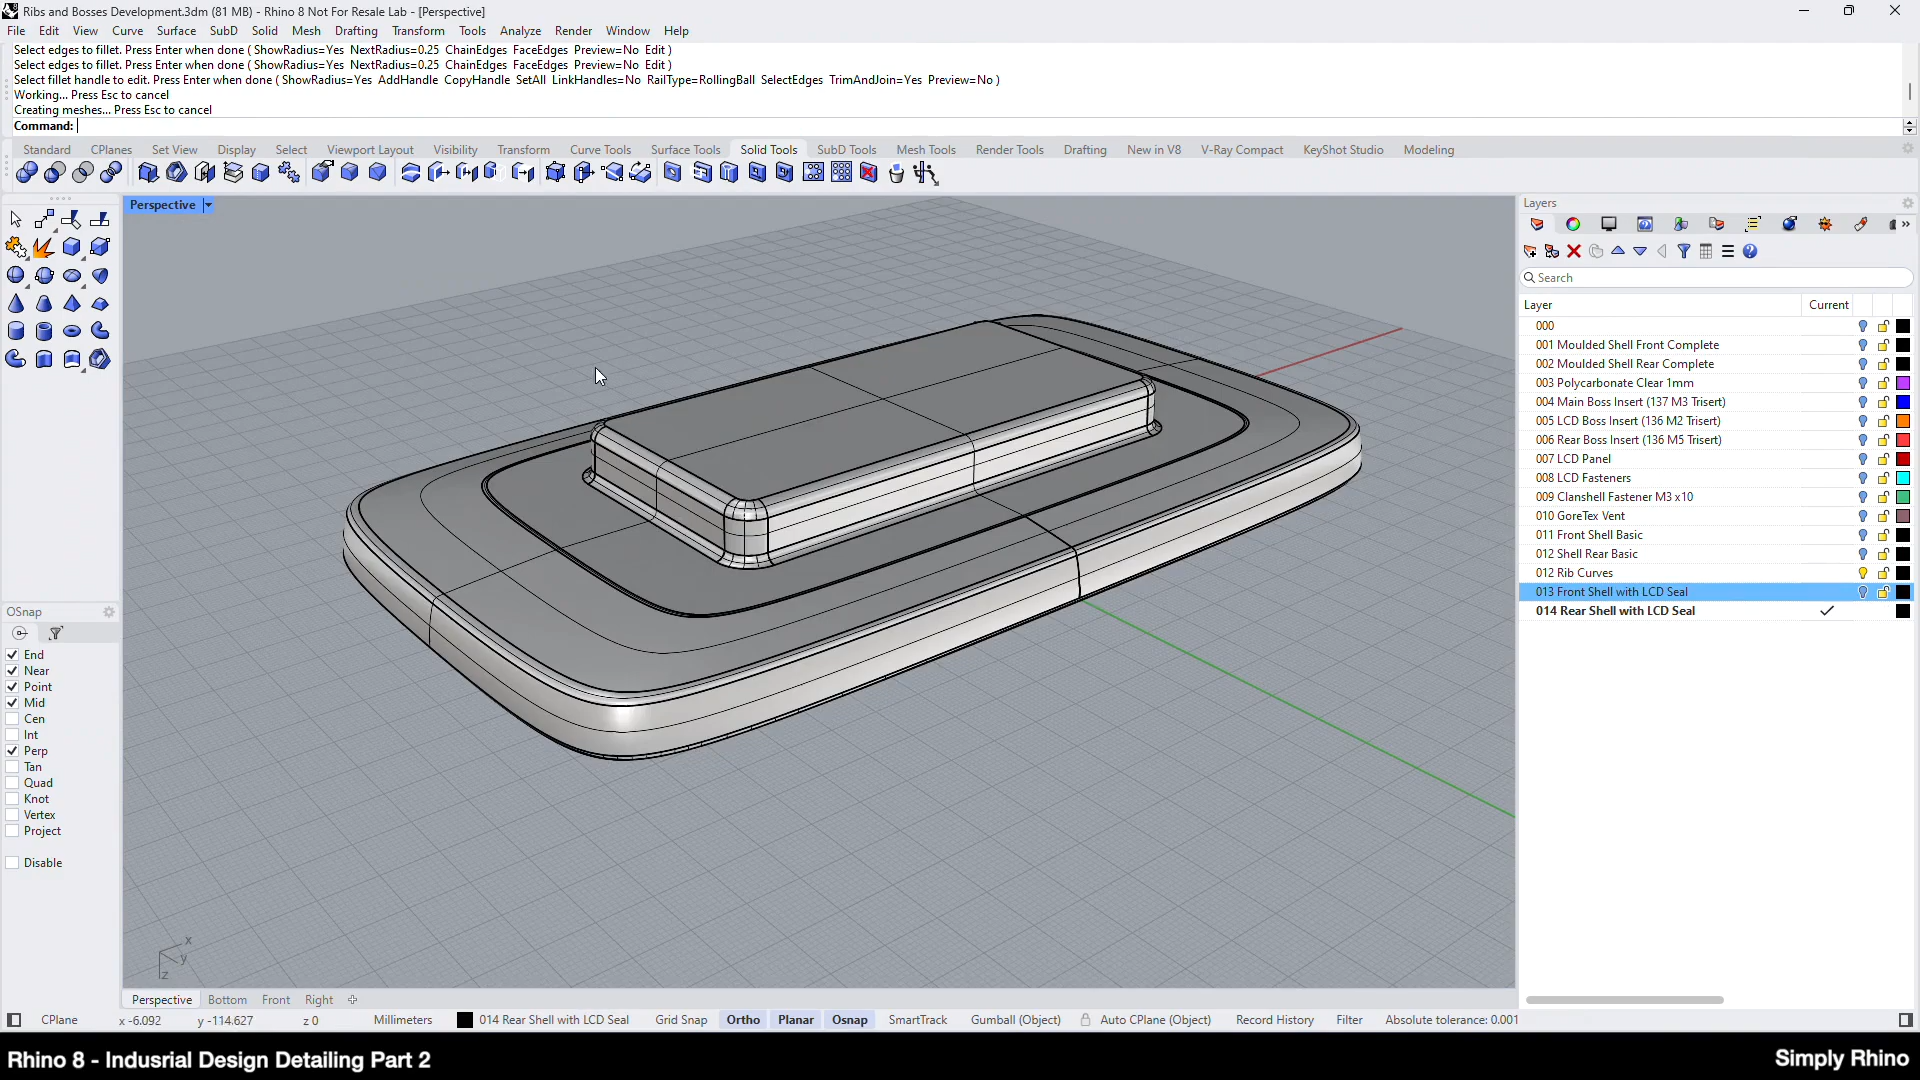 Ribs and Bosses Development.3dm (81 MB) - Rhino 8 Not For Resale Lab - [Perspective]
File Edit View Curve Surface SubD Solid Mesh Drafting Transform Tools Analyze Render Window Help
Select edges to fillet. Press Enter when done ( ShowRadius=Yes NextRadius=0.25 ChainEdges FaceEdges Preview=No Edit )
Select edges to fillet. Press Enter when done ( ShowRadius=Yes NextRadius=0.25 ChainEdges FaceEdges Preview=No Edit )
Select fillet handle to edit. Press Enter when done ( ShowRadius=Yes AddHandle CopyHandle SetAll LinkHandles=No RailType=RollingBall SelectEdges TrimAndJoin=Yes Preview=No )
Working... Press Esc to cancel
Creating meshes... Press Esc to cancel
Command:
Standard CPlanes Set View Display Select Viewport Layout Visibility Transform Curve Tools Surface Tools Solid Tools SubD Tools Mesh Tools Render Tools Drafting New in V8 V-Ray Compact KeyShot Studio Modeling
Perspective
Layers
Search
Layer Current
000
001 Moulded Shell Front Complete
002 Moulded Shell Rear Complete
003 Polycarbonate Clear 1mm
004 Main Boss Insert (137 M3 Trisert)
005 LCD Boss Insert (136 M2 Trisert)
006 Rear Boss Insert (136 M5 Trisert)
007 LCD Panel
008 LCD Fasteners
009 Clanshell Fastener M3 x10
010 GoreTex Vent
011 Front Shell Basic
012 Shell Rear Basic
012 Rib Curves
013 Front Shell with LCD Seal
014 Rear Shell with LCD Seal
OSnap
End
Near
Point
Mid
Cen
Int
Perp
Tan
Quad
Knot
Vertex
Project
Disable
x
y
z
Perspective Bottom Front Right
CPlane x -6.092 y -114.627 z 0 Millimeters 014 Rear Shell with LCD Seal Grid Snap Ortho Planar Osnap SmartTrack Gumball (Object) Auto CPlane (Object) Record History Filter Absolute tolerance: 0.001
Rhino 8 - Indusrial Design Detailing Part 2
Simply Rhino